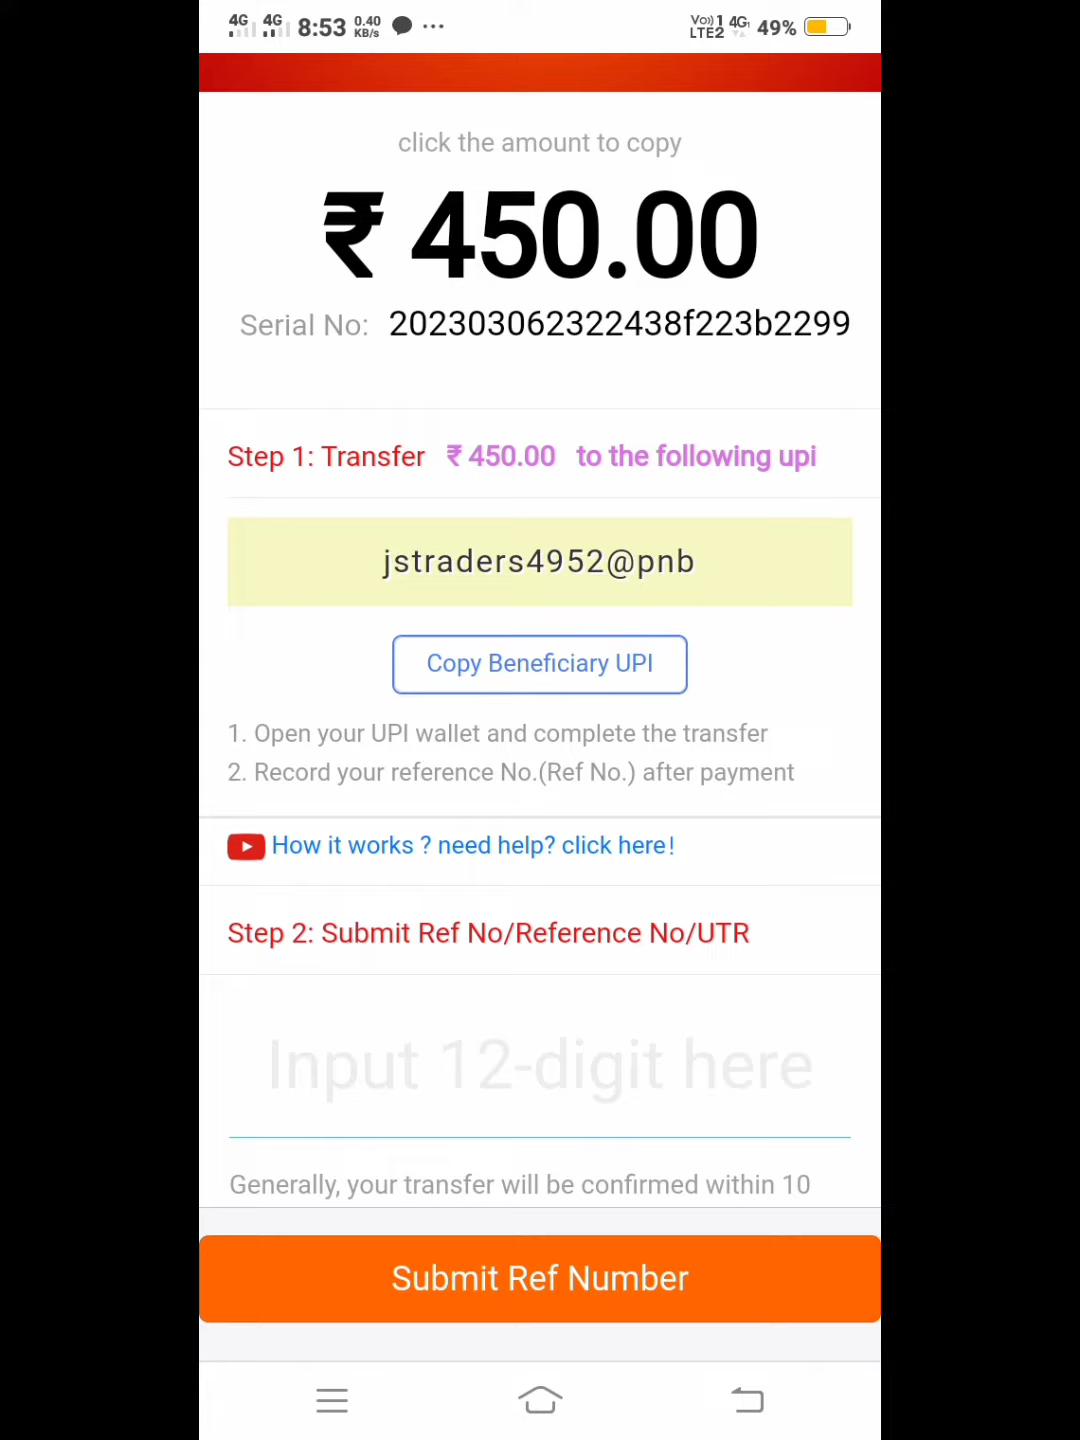 4G 4G 8:53 0.40 KB/s ··· Vo)) 1 LTE2 4G 49%
click the amount to copy
₹ 450.00
Serial No: 202303062322438f223b2299
Step 1: Transfer ₹ 450.00 to the following upi
jstraders4952@pnb
Copy Beneficiary UPI
1. Open your UPI wallet and complete the transfer
2. Record your reference No.(Ref No.) after payment
How it works ? need help? click here!
Step 2: Submit Ref No/Reference No/UTR
Input 12-digit here
Generally, your transfer will be confirmed within 10
Submit Ref Number